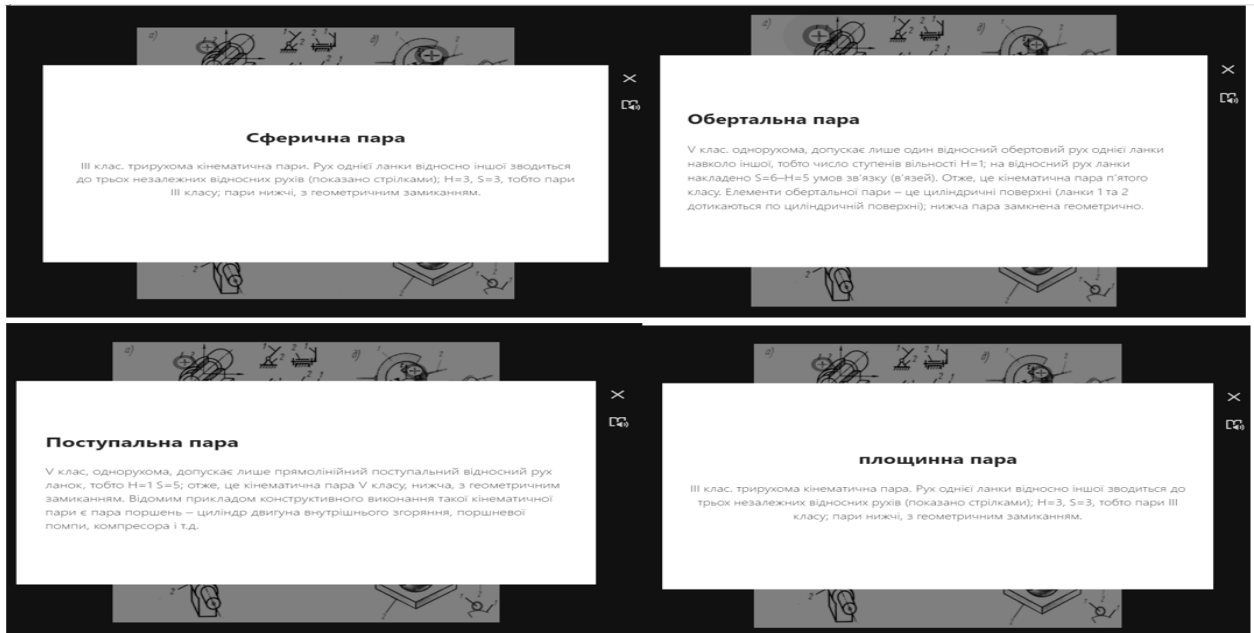 Сферична пара
III клас. трирухома кінематична пари. Рух однієї ланки відносно іншої зводиться
до трьох незалежних відносних рухів (показано стрілками); H=3, S=3, тобто пари
III класу; пари нижчі, з геометричним замиканням.
Обертальна пара
V клас. однорухома, допускає лише один відносний обертовий рух однієї ланки
навколо іншої, тобто число ступенів вільності H=1; на відносний рух ланки
накладено S=6–H=5 умов зв'язку (в'язей). Отже, це кінематична пара п'ятого
класу. Елементи обертальної пари – це циліндричні поверхні (ланки 1 та 2
дотикаються по циліндричній поверхні); нижча пара замкнена геометрично.
Поступальна пара
V клас, однорухома, допускає лише прямолінійний поступальний відносний рух
ланок, тобто H=1 S=5; отже, це кінематична пара V класу, нижча, з геометричним
замиканням. Відомим прикладом конструктивного виконання такої кінематичної
пари є пара поршень – циліндр двигуна внутрішнього згоряння, поршневої
помпи, компресора і т.д.
площинна пара
III клас. трирухома кінематична пара. Рух однієї ланки відносно іншої зводиться до
трьох незалежних відносних рухів (показано стрілками); H=3, S=3, тобто пари III
класу; пари нижчі, з геометричним замиканням.